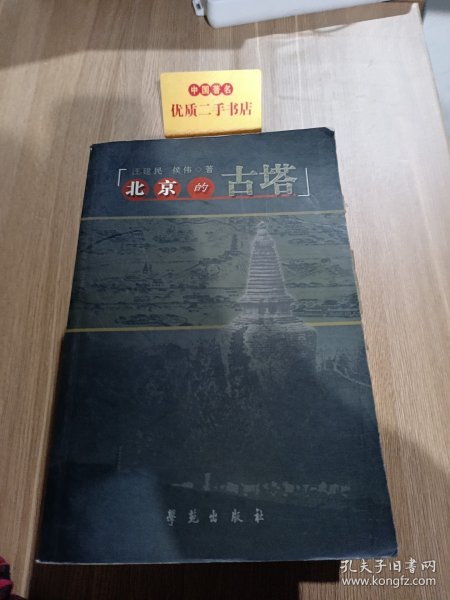 中国著名
优质二手书店
汪建民 侯伟○著
「北京的古塔」
学苑出版社
孔夫子旧书网
www.kongfz.com